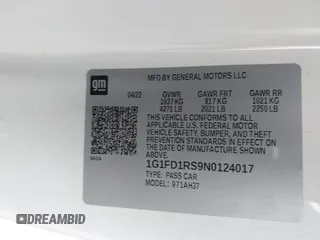 gm
MFD BY GENERAL MOTORS LLC
04/22 GVWR GAWR FRT GAWR RR
1937 KG 917 KG 1021 KG
4271 LB 2021 LB 2250 LB
THIS VEHICLE CONFORMS TO ALL
APPLICABLE U.S. FEDERAL MOTOR
VEHICLE SAFETY, BUMPER, AND THEFT
PREVENTION STANDARDS IN EFFECT ON
THE DATE OF MANUFACTURE SHOWN ABOVE.
1G1FD1RS9N0124017
TYPE: PASS CAR
MODEL: 971AH37
DREAMBID